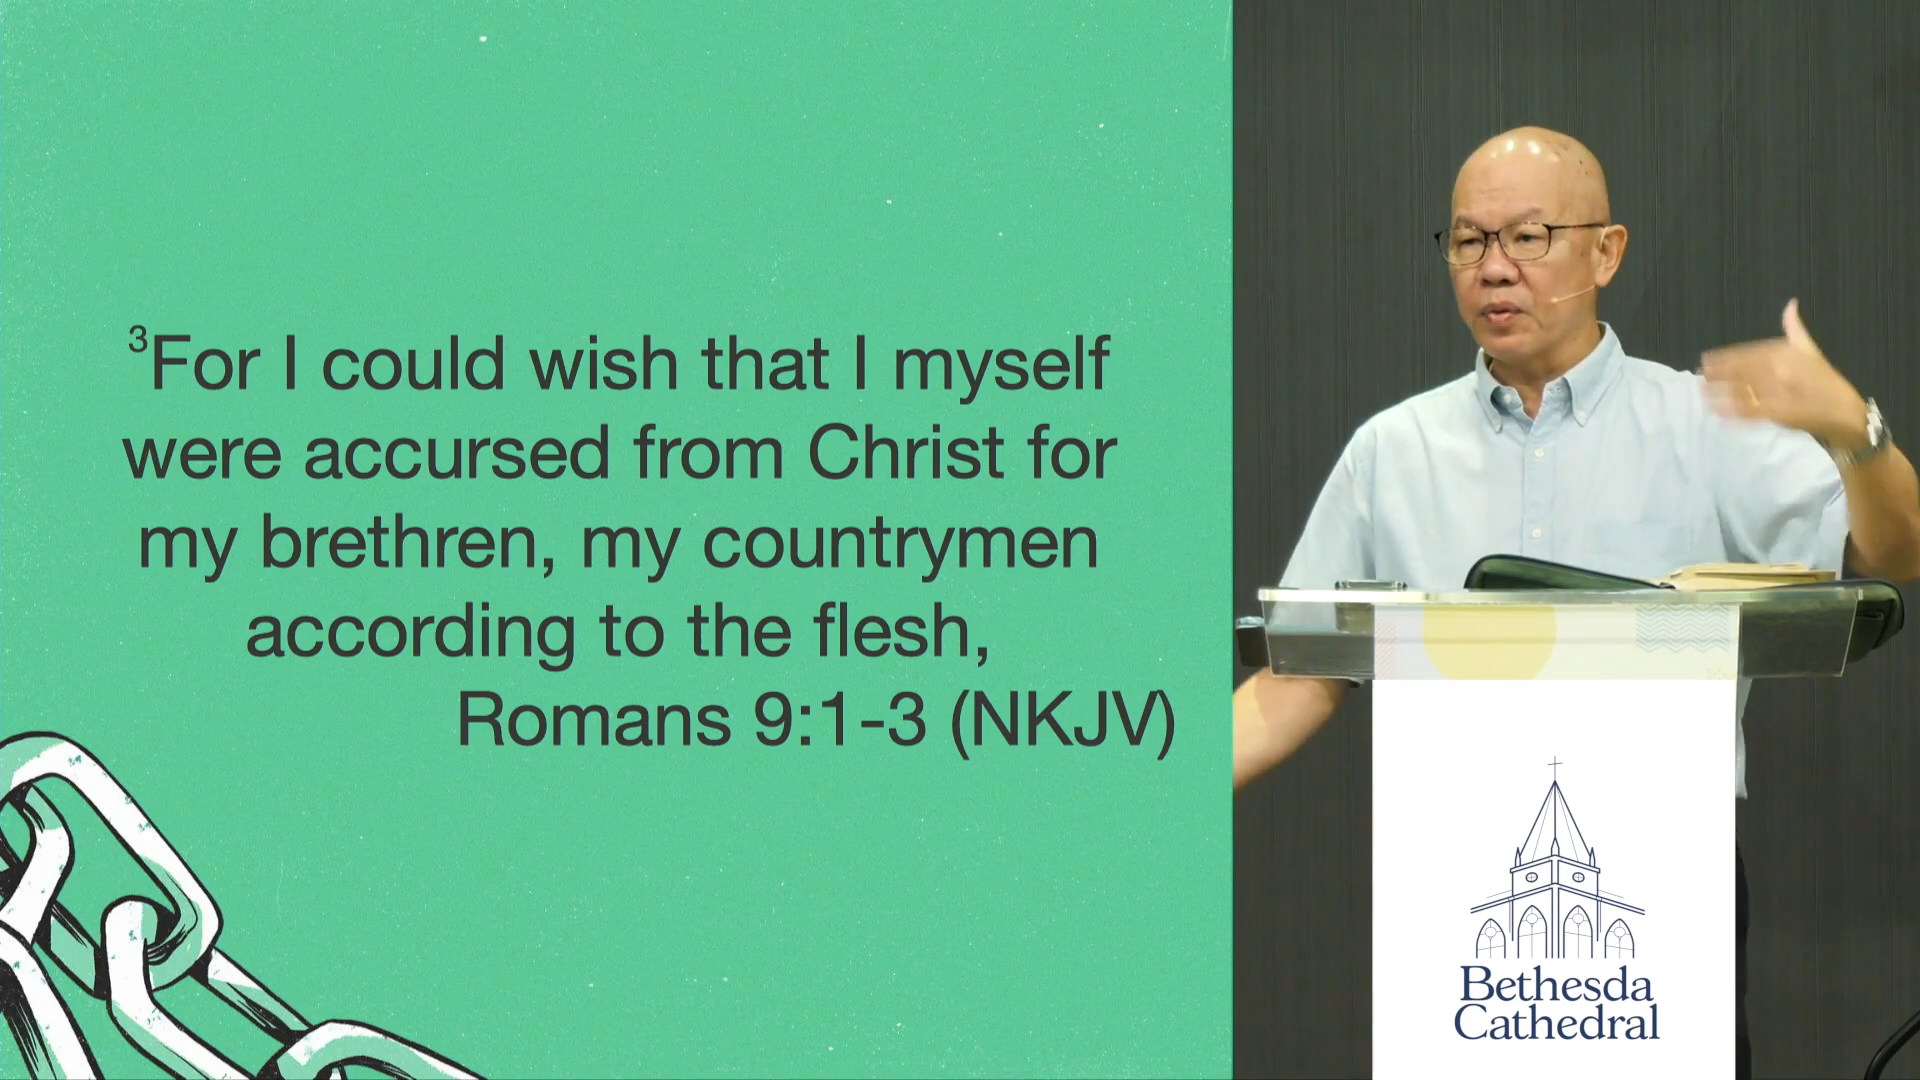 ³For I could wish that I myself
were accursed from Christ for
my brethren, my countrymen
according to the flesh,
Romans 9:1-3 (NKJV)
Bethesda
Cathedral